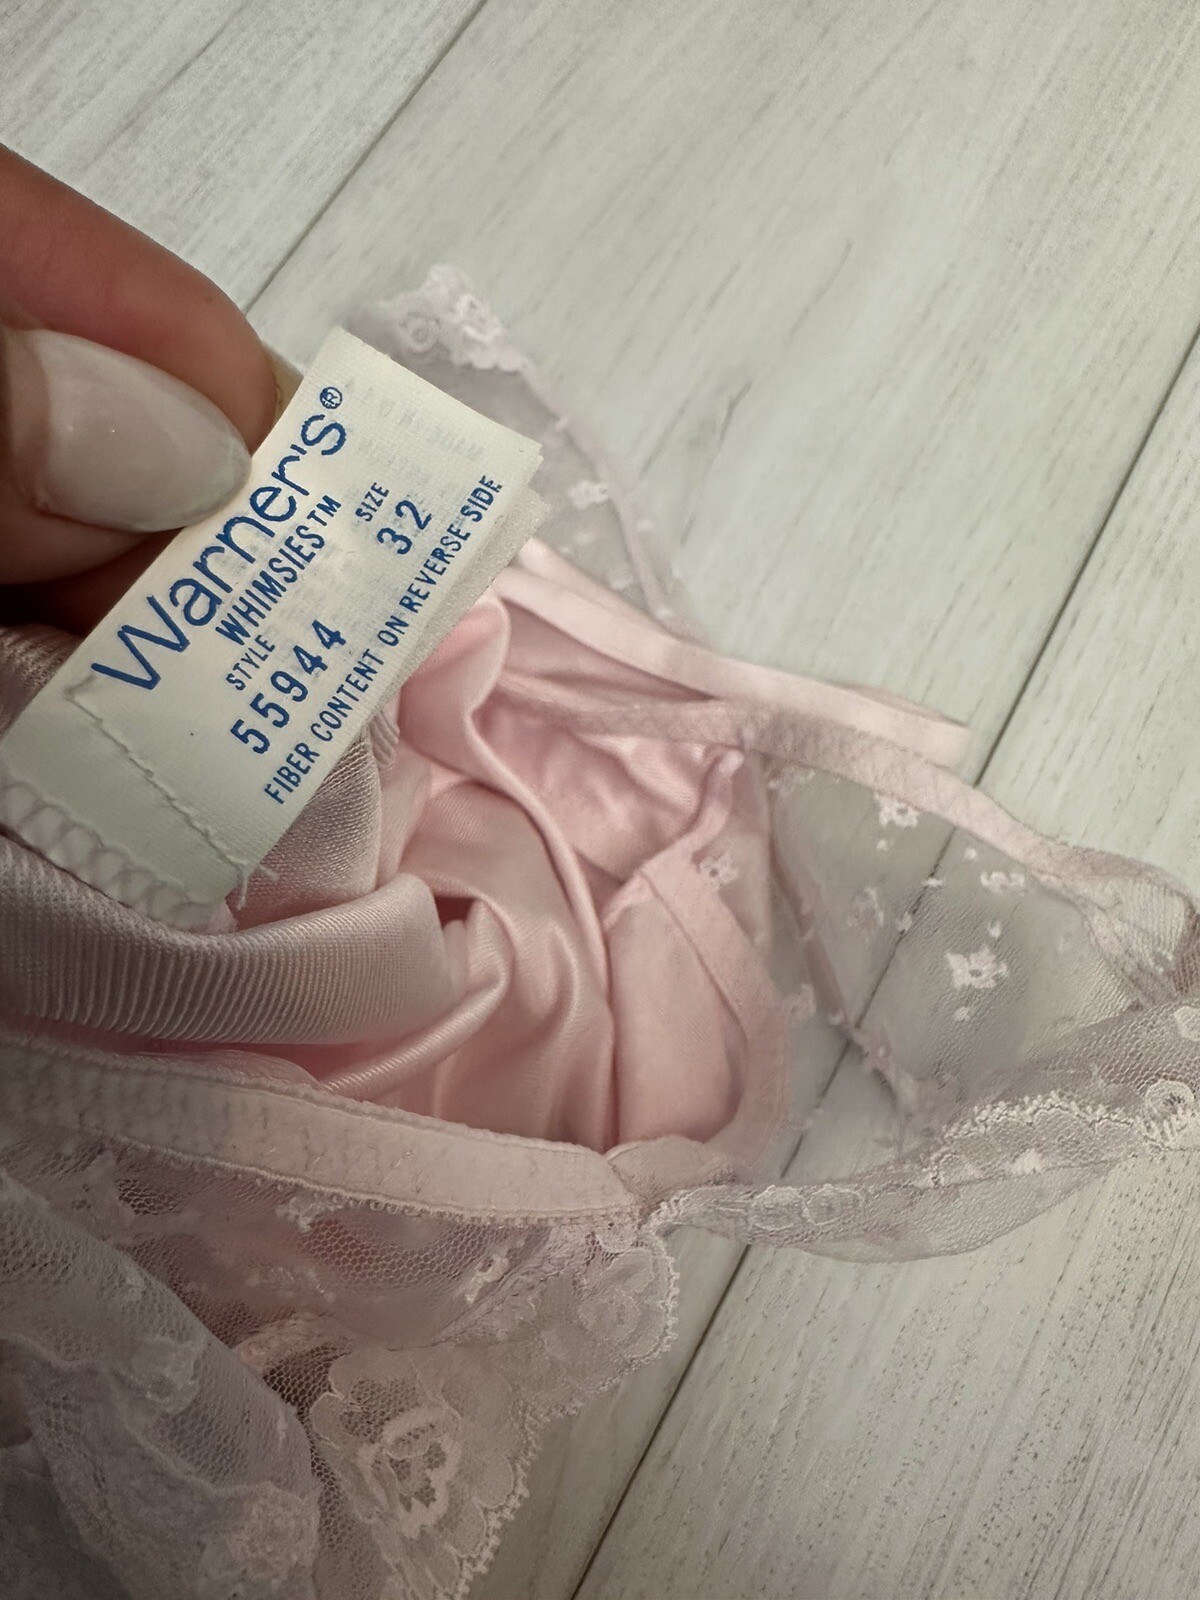 Warner's®
WHIMSIES™
STYLE SIZE
55944 32
FIBER CONTENT ON REVERSE SIDE